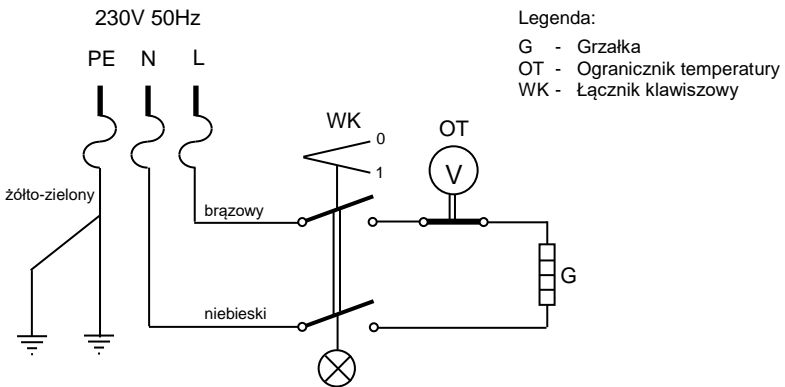 230V 50Hz
PE N L
Legenda:
G - Grzałka
OT - Ogranicznik temperatury
WK - Łącznik klawiszowy
WK
0
1
OT
V
żółto-zielony
brązowy
G
niebieski